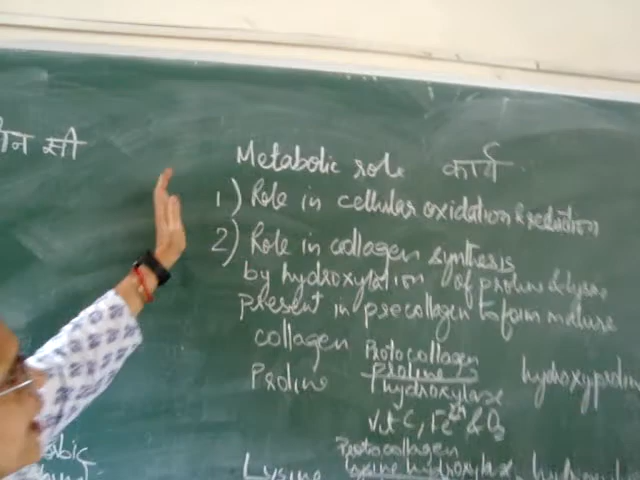 सी
Metabolic role कार्य
1) Role in cellular oxidation & reduction
2) Role in collagen synthesis
by hydroxylation of proline & lysine
present in precollagen to form mature
collagen
Protocollagen
Proline
Proline hydroxyproline
hydroxylase
Vit C, Fe2+ & O2
Protocollagen
Lysine lysine hydroxylase